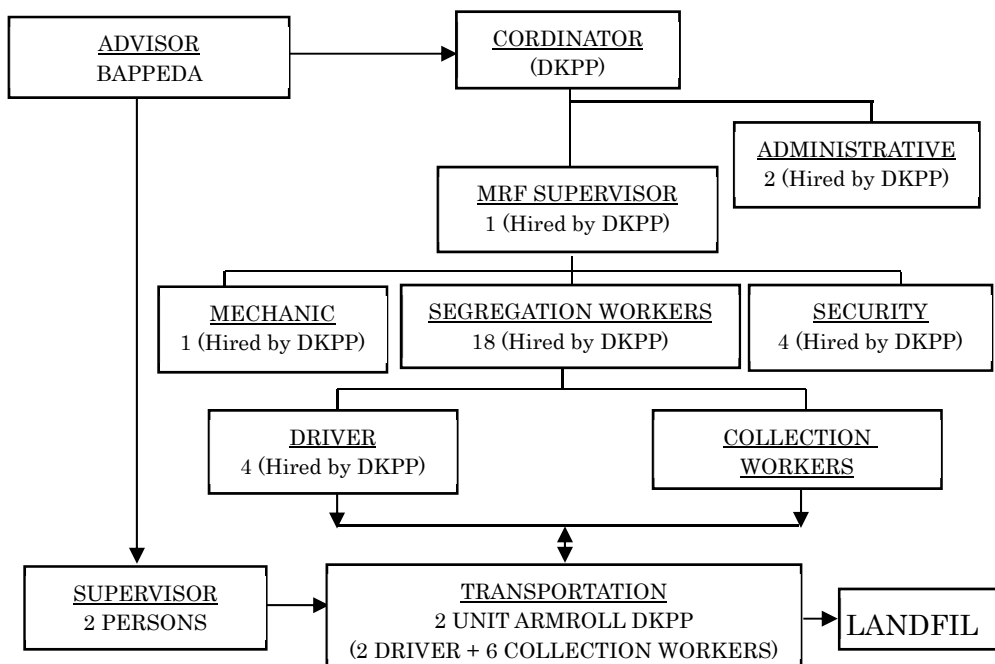 ADVISOR
BAPPEDA
CORDINATOR
(DKPP)
ADMINISTRATIVE
2 (Hired by DKPP)
MRF SUPERVISOR
1 (Hired by DKPP)
MECHANIC
1 (Hired by DKPP)
SEGREGATION WORKERS
18 (Hired by DKPP)
SECURITY
4 (Hired by DKPP)
DRIVER
4 (Hired by DKPP)
COLLECTION
WORKERS
SUPERVISOR
2 PERSONS
TRANSPORTATION
2 UNIT ARMROLL DKPP
(2 DRIVER + 6 COLLECTION WORKERS)
LANDFIL